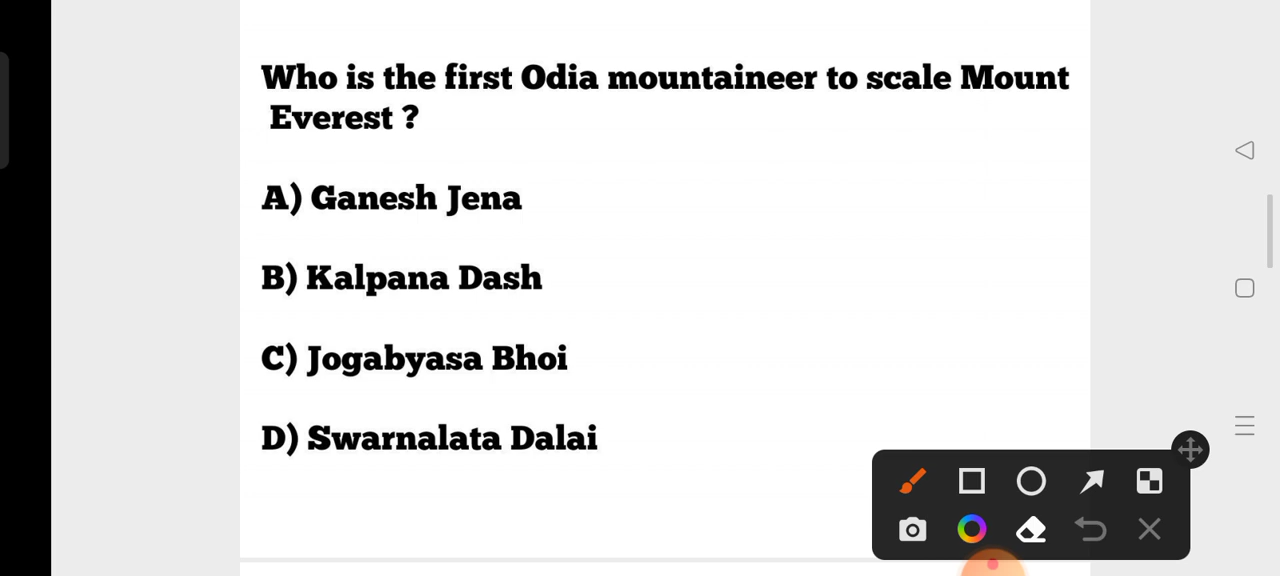 Who is the first Odia mountaineer to scale Mount
Everest ?
A) Ganesh Jena
B) Kalpana Dash
C) Jogabyasa Bhoi
D) Swarnalata Dalai